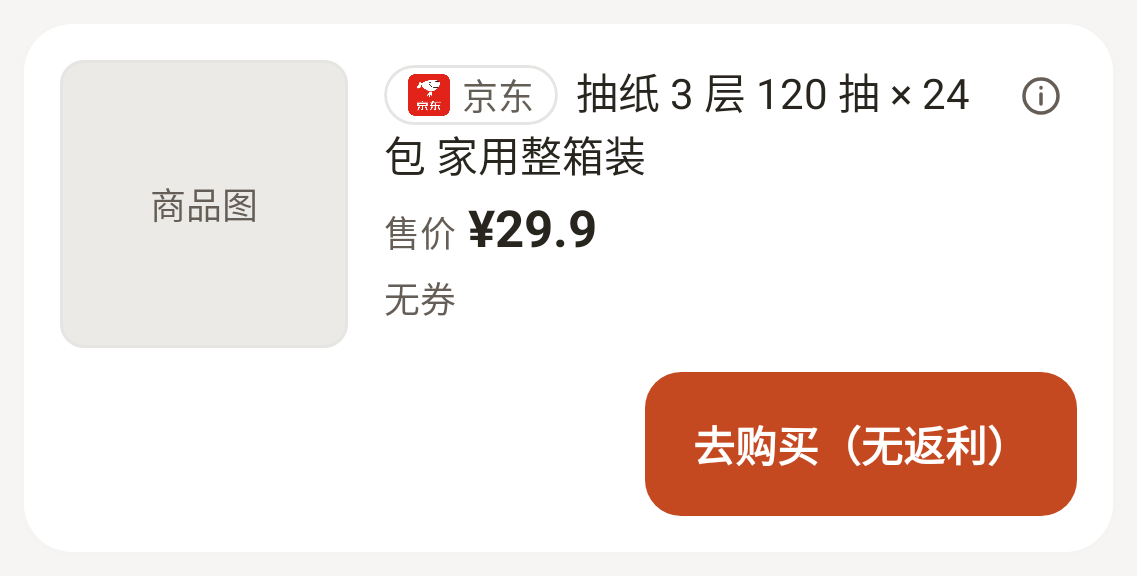 商品图
京东 京东 抽纸 3 层 120 抽 × 24
包 家用整箱装
售价 ¥29.9
无券
去购买（无返利）